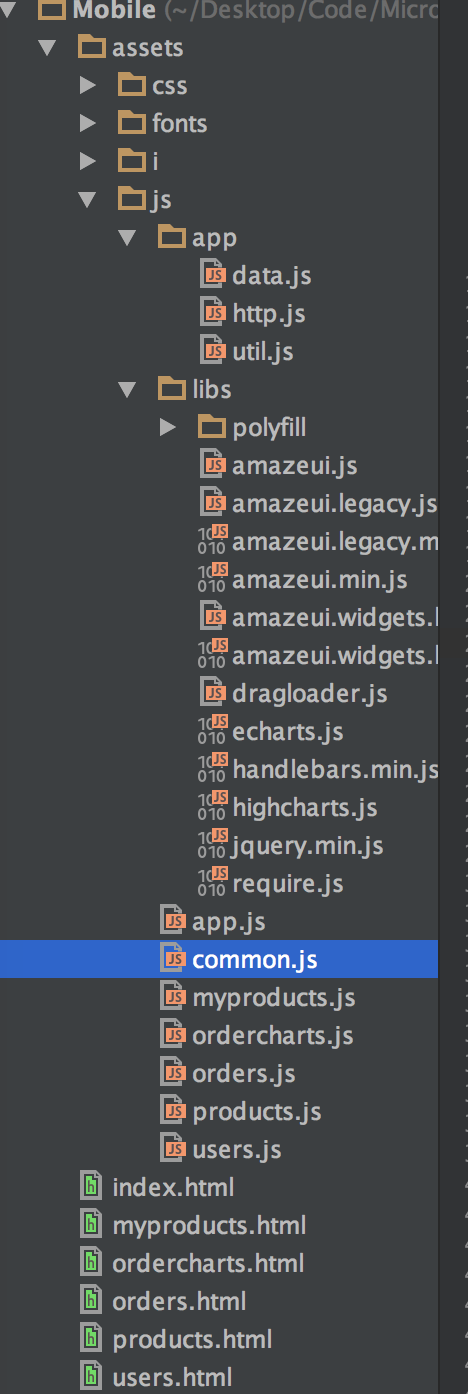 Mobile (~/Desktop/Code/Micro
assets
css
fonts
i
js
app
data.js
http.js
util.js
libs
polyfill
amazeui.js
amazeui.legacy.js
amazeui.legacy.m
amazeui.min.js
amazeui.widgets.h
amazeui.widgets.h
dragloader.js
echarts.js
handlebars.min.js
highcharts.js
jquery.min.js
require.js
app.js
common.js
myproducts.js
ordercharts.js
orders.js
products.js
users.js
index.html
myproducts.html
ordercharts.html
orders.html
products.html
users.html